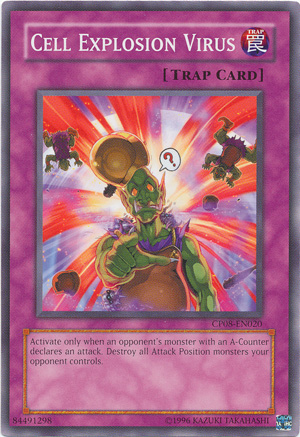 CELL EXPLOSION VIRUS
TRAP
罠
[TRAP CARD]
?
CP08-EN020
Activate only when an opponent's monster with an A-Counter
declares an attack. Destroy all Attack Position monsters your
opponent controls.
84491298
©1996 KAZUKI TAKAHASHI